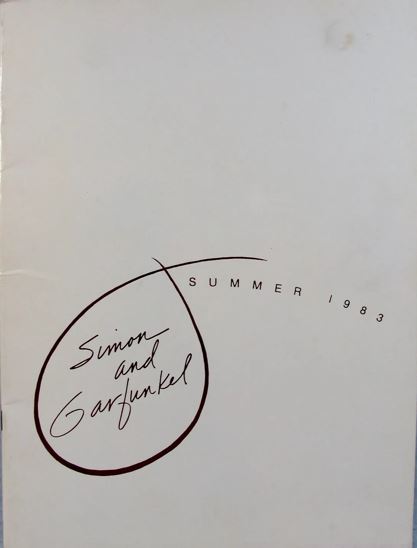 SUMMER 1983
Simon
and
Garfunkel